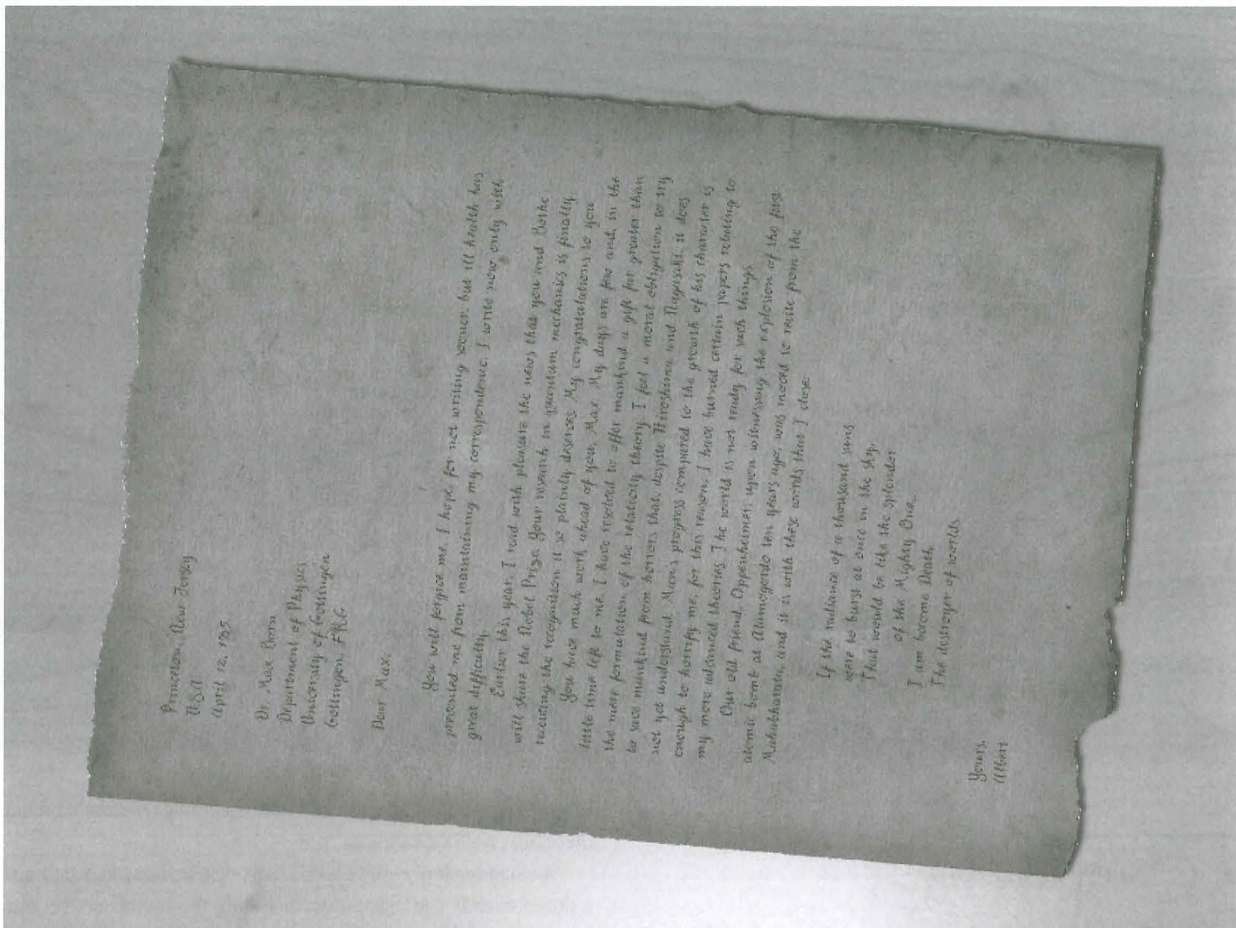 Princeton, New Jersey
USA
April 12, 1955
Dr. Max Born
Department of Physics
University of Gottingen
Gottingen, FRG
Dear Max,
You will forgive me, I hope, for not writing sooner, but ill health has
prevented me from maintaining my correspondence. I write now only with
great difficulty.
Earlier this year, I read with pleasure the news that you and Bothe
will share the Nobel Prize. Your research in quantum mechanics is finally
receiving the recognition it so plainly deserves. My congratulations to you
You have much work ahead of you, Max. My days are few and, in the
little time left to me, I have resolved to offer mankind a gift far greater than
the mere formulation of the relativity theory. I feel a moral obligation to try
to save mankind from horrors that, despite Hiroshima and Nagasaki, it does
not yet understand. Man's progress compared to the growth of his character is
enough to horrify me; for this reason, I have burned certain papers relating to
my more advanced theories. The world is not ready for such things.
Our old friend, Oppenheimer, upon witnessing the explosion of the first
atomic bomb at Alamogordo ten years ago, was moved to recite from the
Mahabharata, and it is with these words that I close.
If the radiance of a thousand suns
were to burst at once in the sky,
That would be like the splendor
of the Mighty One...
I am become Death,
The destroyer of worlds.
Yours,
Albert